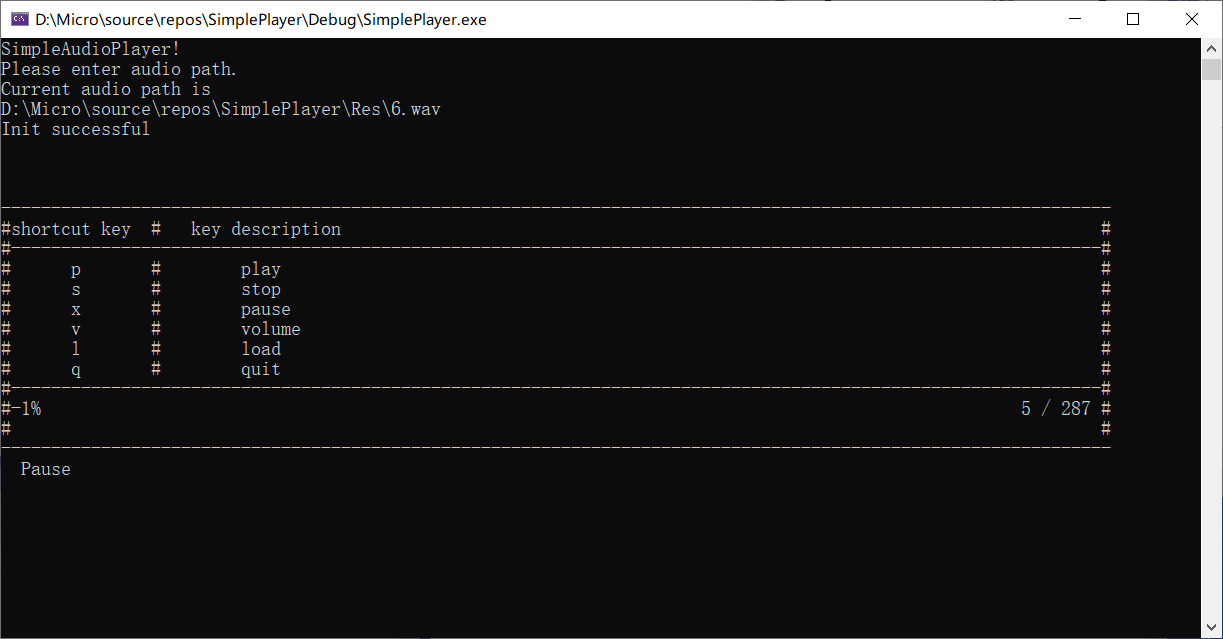 D:\Micro\source\repos\SimplePlayer\Debug\SimplePlayer.exe
SimpleAudioPlayer!
Please enter audio path.
Current audio path is
D:\Micro\source\repos\SimplePlayer\Res\6.wav
Init successful
--------------------------------------------------------------------------------------------------------------
#shortcut key  #   key description                                                                            #
#-------------------------------------------------------------------------------------------------------------#
#      p       #        play                                                                                  #
#      s       #        stop                                                                                  #
#      x       #        pause                                                                                 #
#      v       #        volume                                                                                #
#      l       #        load                                                                                  #
#      q       #        quit                                                                                  #
#-------------------------------------------------------------------------------------------------------------#
#-1%                                                                                                  5 / 287 #
#                                                                                                             #
--------------------------------------------------------------------------------------------------------------
  Pause